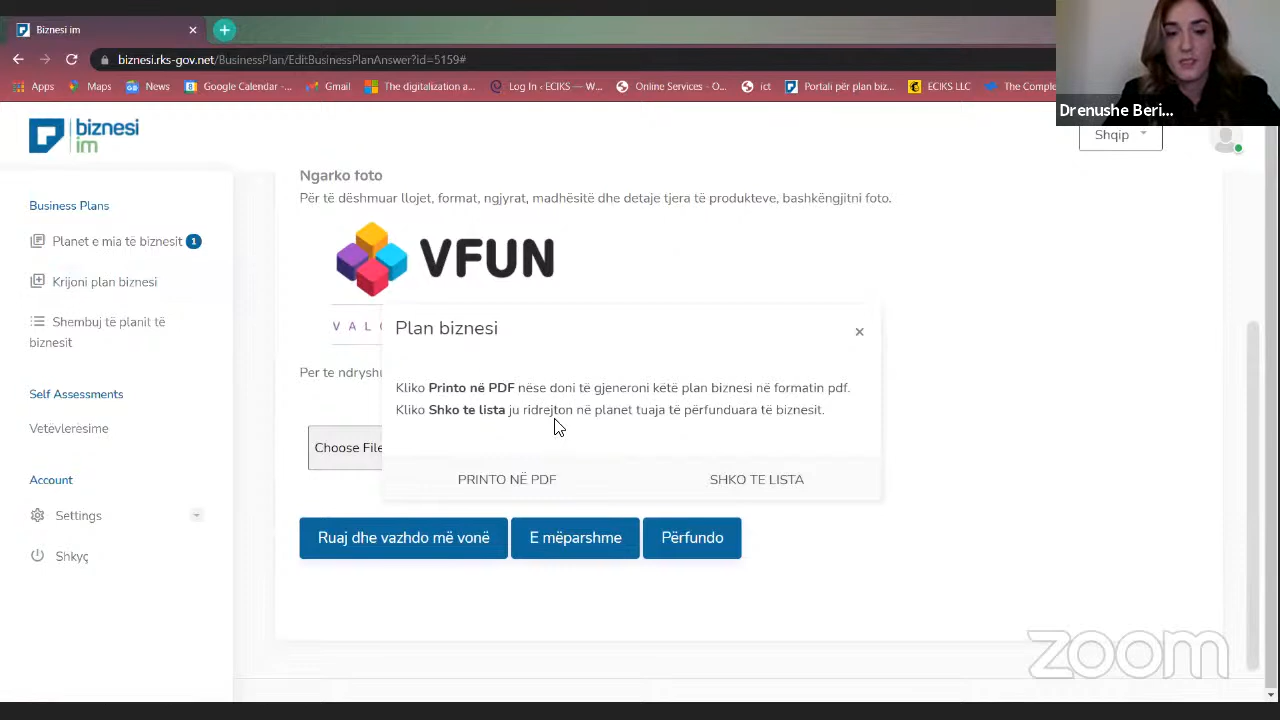 Biznesi im
biznesi.rks-gov.net/BusinessPlan/EditBusinessPlanAnswer?id=5159#
Apps
Maps
News
Google Calendar -...
Gmail
The digitalization a...
Log In ‹ ECIKS — W...
Online Services - O...
ict
Portali për plan biz...
ECIKS LLC
The Comple
Drenushe Beri...
biznesi
im
Shqip
Business Plans
Planet e mia të biznesit 1
Krijoni plan biznesi
Shembuj të planit të
biznesit
Self Assessments
Vetëvlerësime
Account
Settings
Shkyç
Ngarko foto
Për të dëshmuar llojet, format, ngjyrat, madhësitë dhe detaje tjera të produkteve, bashkëngjitni foto.
VFUN
Plan biznesi
Kliko Printo në PDF nëse doni të gjeneroni këtë plan biznesi në formatin pdf.
Kliko Shko te lista ju ridrejton në planet tuaja të përfunduara të biznesit.
Per te
Choose File
PRINTO NË PDF
SHKO TE LISTA
Ruaj dhe vazhdo më vonë
E mëparshme
Përfundo
zoom